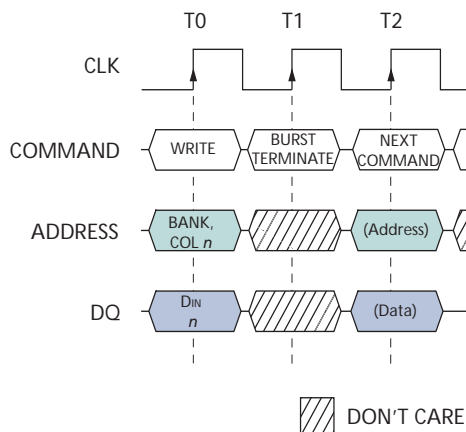 T0 T1 T2
CLK
COMMAND WRITE BURST TERMINATE NEXT COMMAND
ADDRESS BANK, COL n (Address)
DQ DIN n (Data)
DON'T CARE